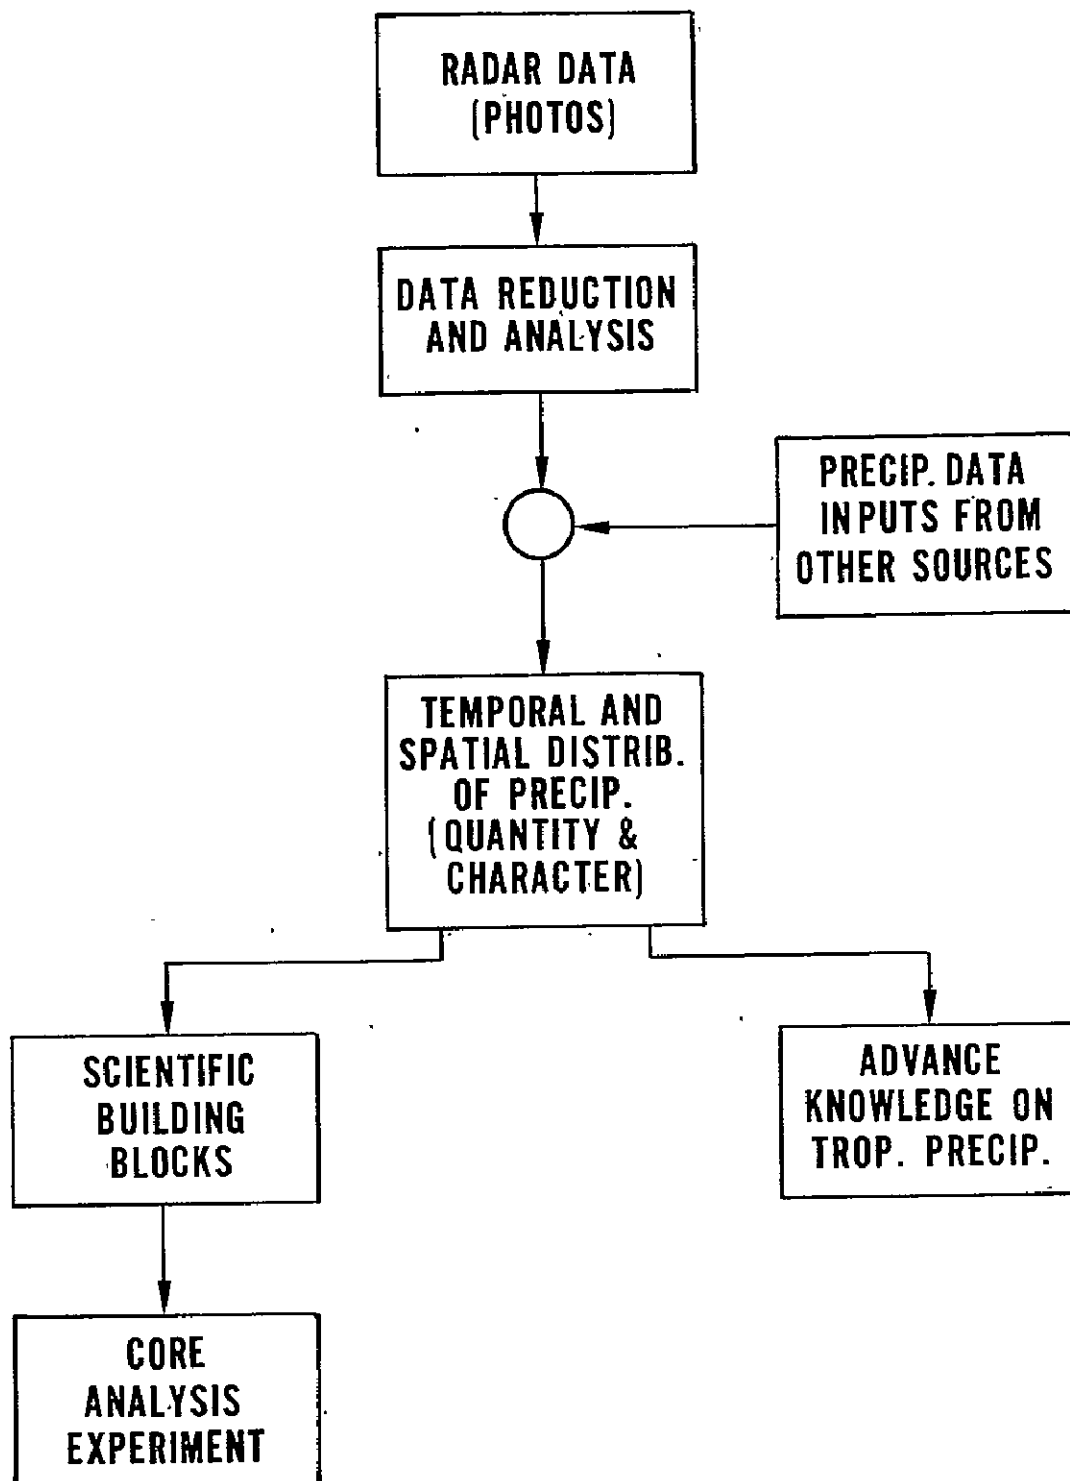 RADAR DATA
(PHOTOS)
DATA REDUCTION
AND ANALYSIS
PRECIP. DATA
INPUTS FROM
OTHER SOURCES
TEMPORAL AND
SPATIAL DISTRIB.
OF PRECIP.
(QUANTITY &
CHARACTER)
SCIENTIFIC
BUILDING
BLOCKS
ADVANCE
KNOWLEDGE ON
TROP. PRECIP.
CORE
ANALYSIS
EXPERIMENT